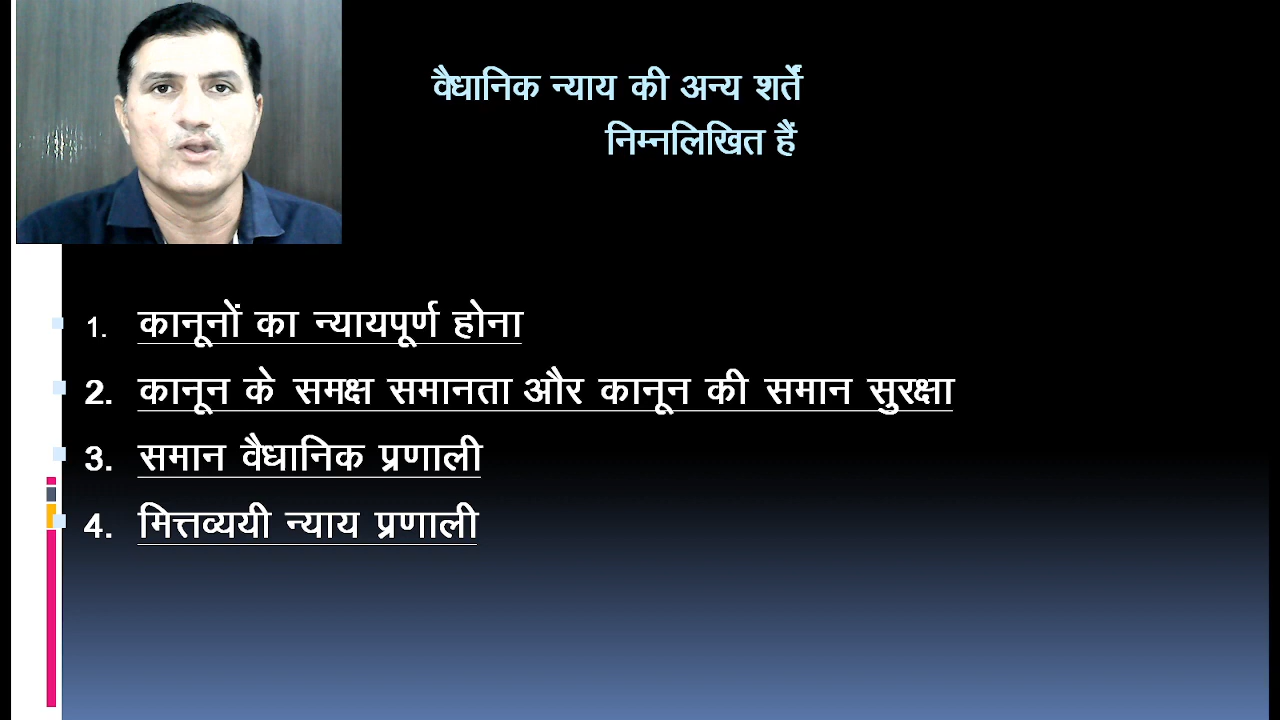 वैधानिक न्याय की अन्य शर्तें
निम्नलिखित हैं
1. कानूनों का न्यायपूर्ण होना
2. कानून के समक्ष समानता और कानून की समान सुरक्षा
3. समान वैधानिक प्रणाली
4. मित्तव्ययी न्याय प्रणाली